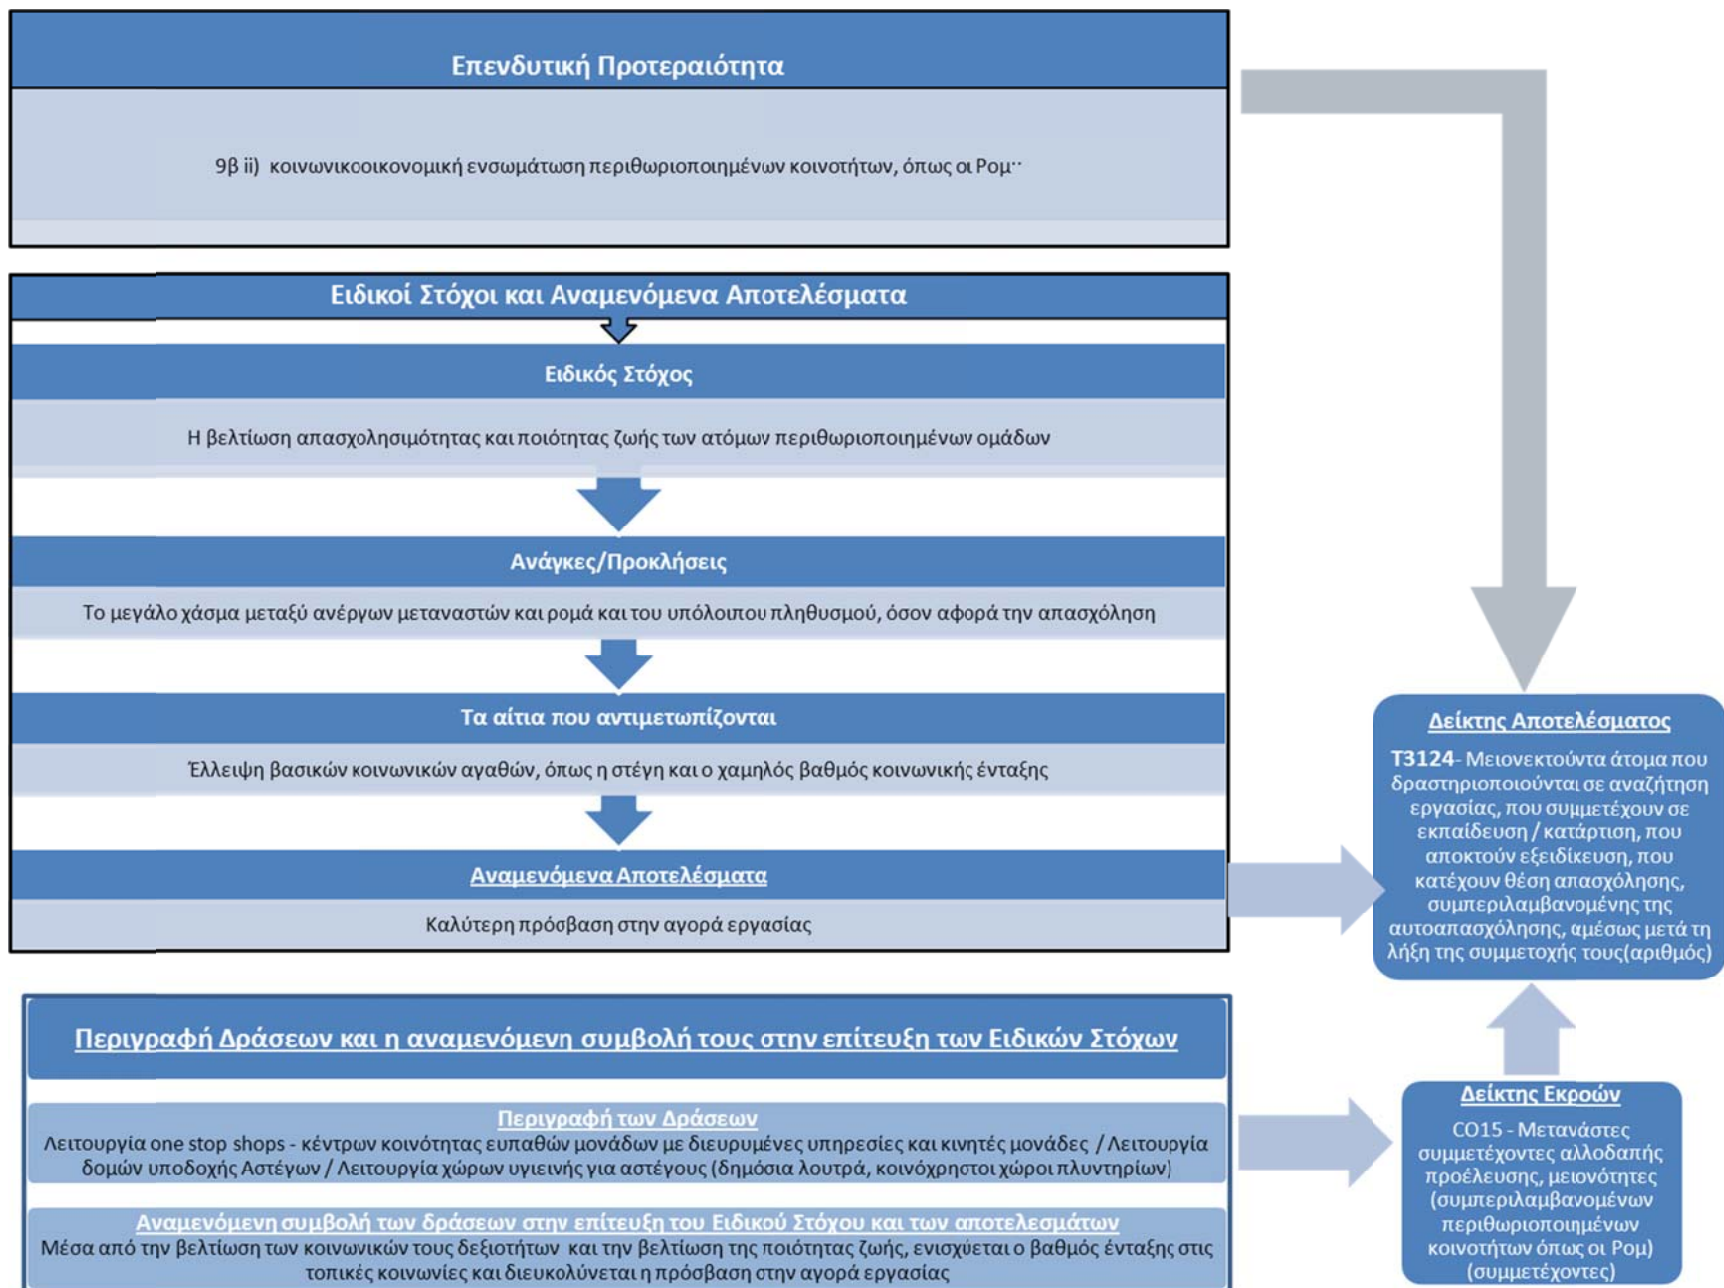 Επενδυτική Προτεραιότητα
9β ii) κοινωνικοοικονομική ενσωμάτωση περιθωριοποιημένων κοινοτήτων, όπως οι Ρομ··
Ειδικοί Στόχοι και Αναμενόμενα Αποτελέσματα
Ειδικός Στόχος
Η βελτίωση απασχολησιμότητας και ποιότητας ζωής των ατόμων περιθωριοποιημένων ομάδων
Ανάγκες/Προκλήσεις
Το μεγάλο χάσμα μεταξύ ανέργων μεταναστών και ρομά και του υπόλοιπου πληθυσμού, όσον αφορά την απασχόληση
Τα αίτια που αντιμετωπίζονται
Έλλειψη βασικών κοινωνικών αγαθών, όπως η στέγη και ο χαμηλός βαθμός κοινωνικής ένταξης
Αναμενόμενα Αποτελέσματα
Καλύτερη πρόσβαση στην αγορά εργασίας
Δείκτης Αποτελέσματος
Τ3124- Μειονεκτούντα άτομα που
δραστηριοποιούνται σε αναζήτηση
εργασίας, που συμμετέχουν σε
εκπαίδευση / κατάρτιση, που
αποκτούν εξειδίκευση, που
κατέχουν θέση απασχόλησης,
συμπεριλαμβανομένης της
αυτοαπασχόλησης, αμέσως μετά τη
λήξη της συμμετοχής τους(αριθμός)
Περιγραφή Δράσεων και η αναμενόμενη συμβολή τους στην επίτευξη των Ειδικών Στόχων
Περιγραφή των Δράσεων
Λειτουργία one stop shops - κέντρων κοινότητας ευπαθών μονάδων με διευρυμένες υπηρεσίες και κινητές μονάδες / Λειτουργία
δομών υποδοχής Αστέγων / Λειτουργία χώρων υγιεινής για αστέγους (δημόσια λουτρά, κοινόχρηστοι χώροι πλυντηρίων)
Αναμενόμενη συμβολή των δράσεων στην επίτευξη του Ειδικού Στόχου και των αποτελεσμάτων
Μέσα από την βελτίωση των κοινωνικών τους δεξιοτήτων και την βελτίωση της ποιότητας ζωής, ενισχύεται ο βαθμός ένταξης στις
τοπικές κοινωνίες και διευκολύνεται η πρόσβαση στην αγορά εργασίας
Δείκτης Εκροών
CO15 - Μετανάστες
συμμετέχοντες αλλοδαπής
προέλευσης, μειονότητες
(συμπεριλαμβανομένων
περιθωριοποιημένων
κοινοτήτων όπως οι Ρομ)
(συμμετέχοντες)